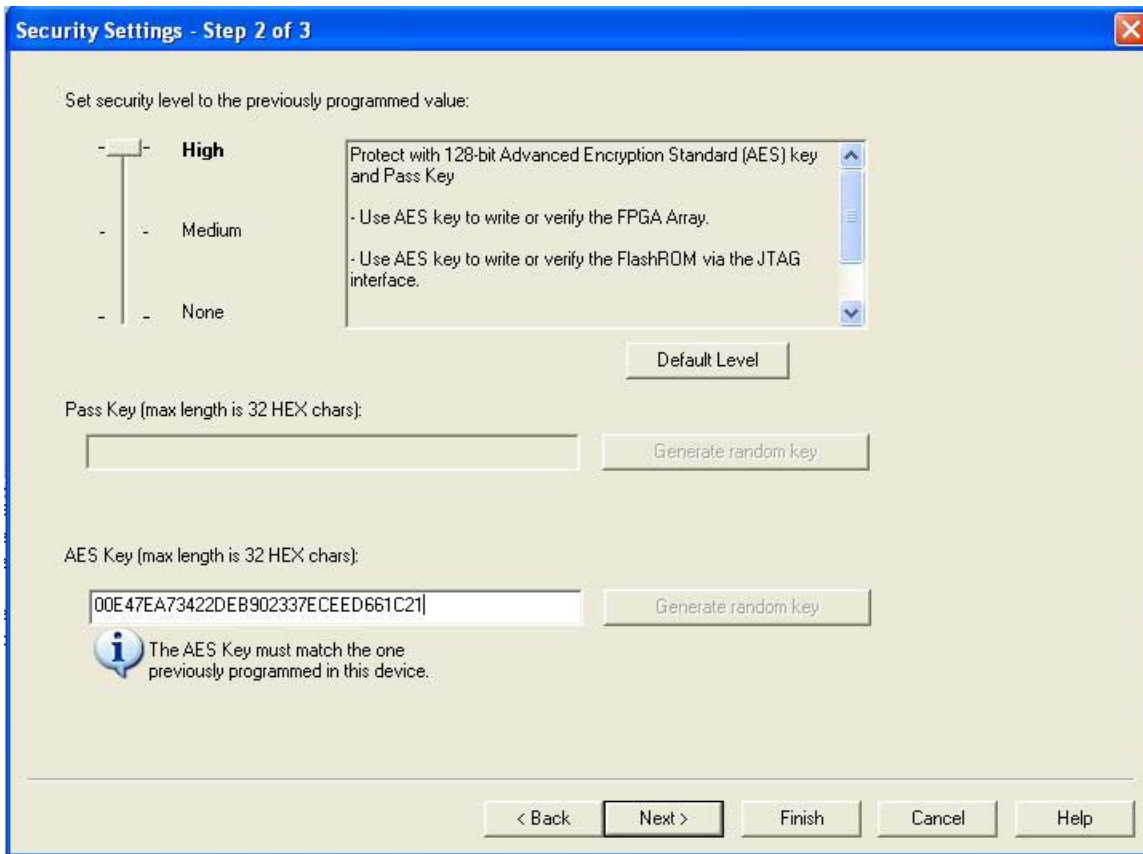 Security Settings - Step 2 of 3
Set security level to the previously programmed value:
High
Medium
None
Protect with 128-bit Advanced Encryption Standard (AES) key
and Pass Key
- Use AES key to write or verify the FPGA Array.
- Use AES key to write or verify the FlashROM via the JTAG
interface.
Default Level
Pass Key (max length is 32 HEX chars):
Generate random key
AES Key (max length is 32 HEX chars):
00E47EA73422DEB902337ECEED661C21
Generate random key
The AES Key must match the one
previously programmed in this device.
< Back
Next >
Finish
Cancel
Help